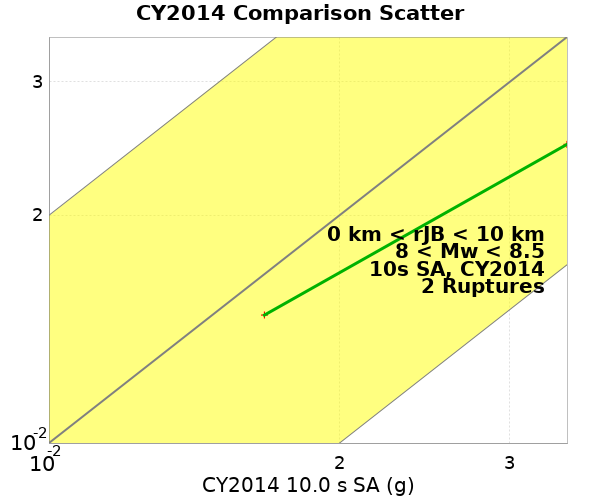 CY2014 Comparison Scatter
3
2
0 km < rJB < 10 km
8 < Mw < 8.5
10s SA, CY2014
2 Ruptures
10-2
10-2
2
3
CY2014 10.0 s SA (g)